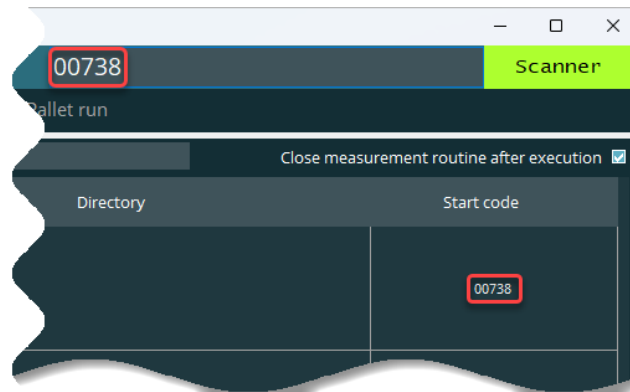 00738 Scanner
Pallet run
Close measurement routine after execution
Directory Start code
00738